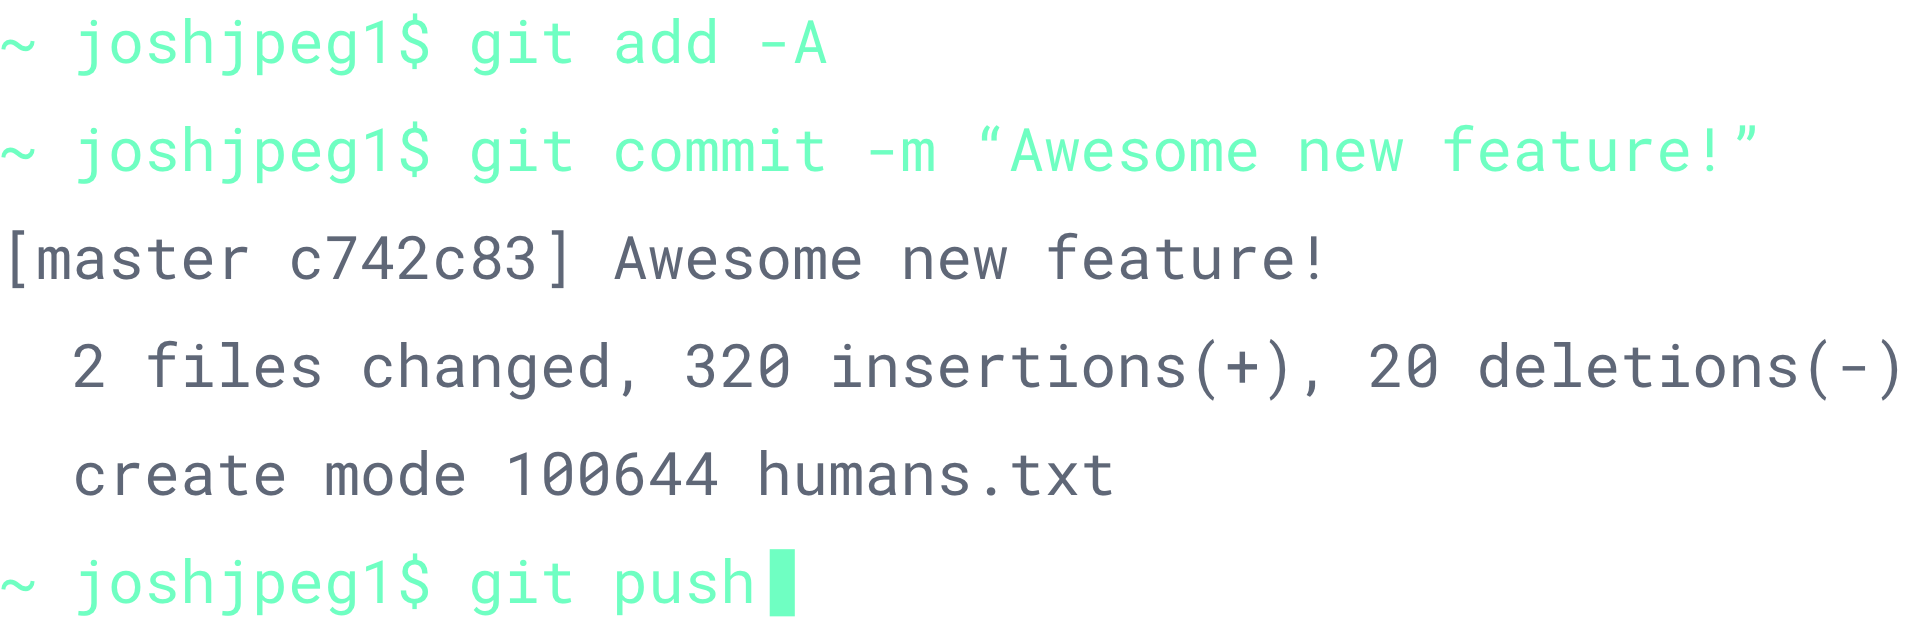 ~ joshjpeg1$ git add -A
~ joshjpeg1$ git commit -m “Awesome new feature!”
[master c742c83] Awesome new feature!
2 files changed, 320 insertions(+), 20 deletions(-)
create mode 100644 humans.txt
~ joshjpeg1$ git push